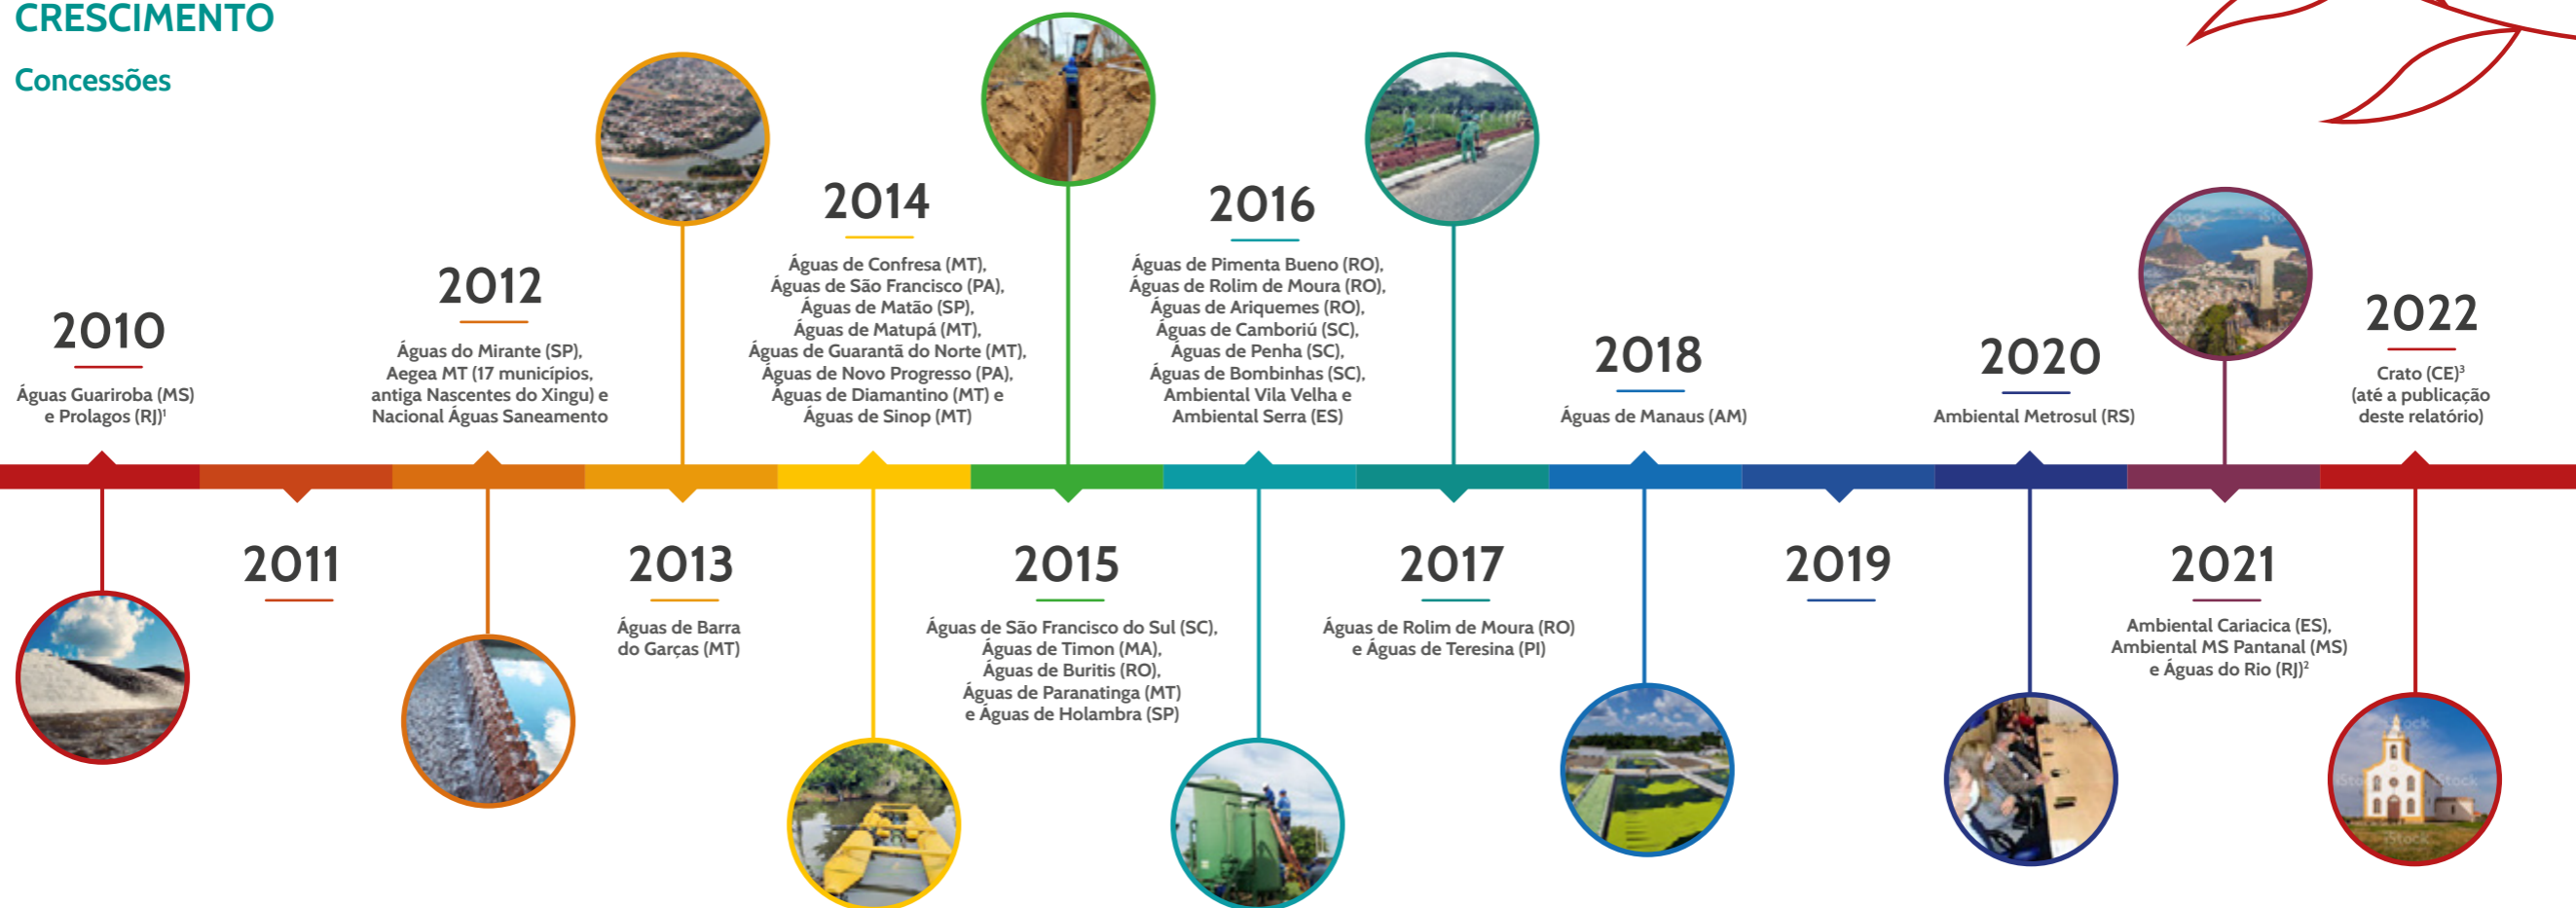 CRESCIMENTO
Concessões
2010
Águas Guariroba (MS)
e Prolagos (RJ)¹
2011
2012
Águas do Mirante (SP),
Aegea MT (17 municípios,
antiga Nascentes do Xingu) e
Nacional Águas Saneamento
2013
Águas de Barra
do Garças (MT)
2014
Águas de Confresa (MT),
Águas de São Francisco (PA),
Águas de Matão (SP),
Águas de Matupá (MT),
Águas de Guarantã do Norte (MT),
Águas de Novo Progresso (PA),
Águas de Diamantino (MT) e
Águas de Sinop (MT)
2015
Águas de São Francisco do Sul (SC),
Águas de Timon (MA),
Águas de Buritis (RO),
Águas de Paranatinga (MT)
e Águas de Holambra (SP)
2016
Águas de Pimenta Bueno (RO),
Águas de Rolim de Moura (RO),
Águas de Ariquemes (RO),
Águas de Camboriú (SC),
Águas de Penha (SC),
Águas de Bombinhas (SC),
Ambiental Vila Velha e
Ambiental Serra (ES)
2017
Águas de Rolim de Moura (RO)
e Águas de Teresina (PI)
2018
Águas de Manaus (AM)
2019
2020
Ambiental Metrosul (RS)
2021
Ambiental Cariacica (ES),
Ambiental MS Pantanal (MS)
e Águas do Rio (RJ)²
2022
Crato (CE)³
(até a publicação
deste relatório)
iStock